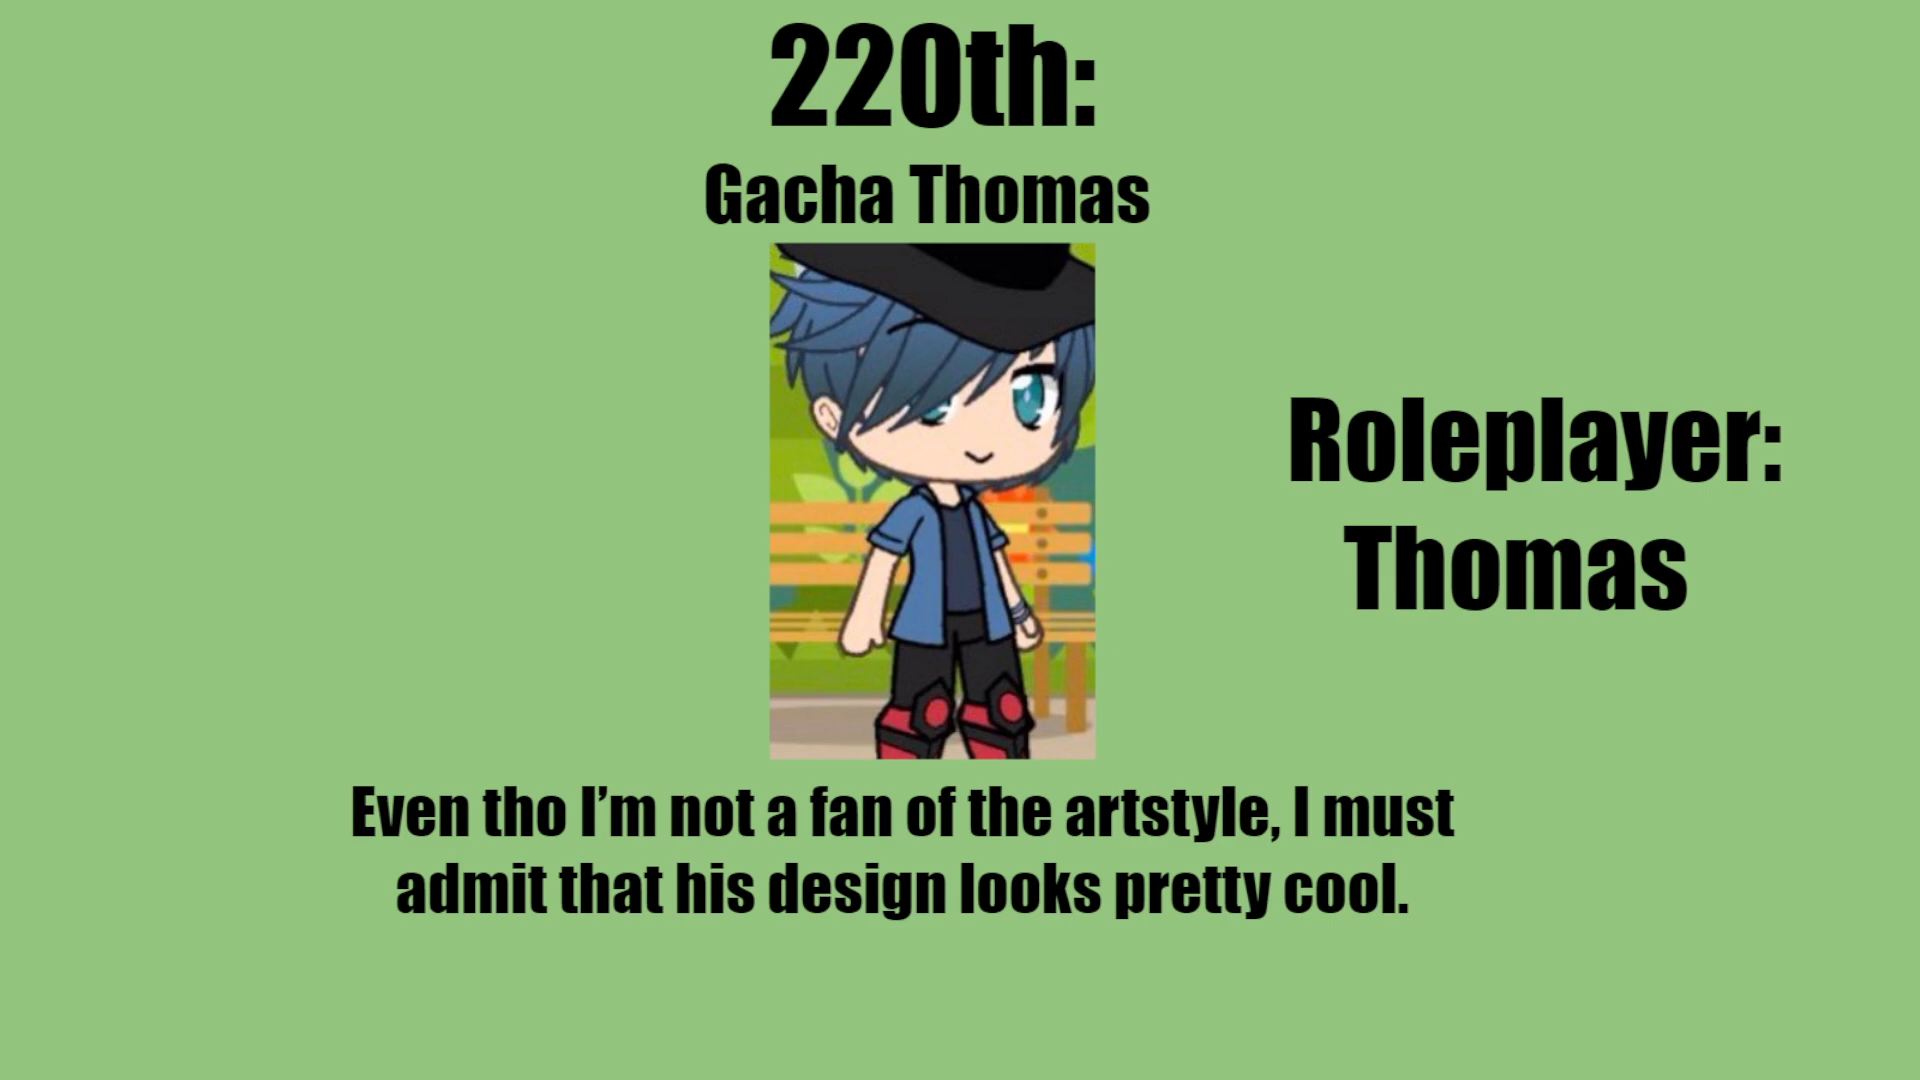 220th:
Gacha Thomas
Roleplayer:
Thomas
Even tho I’m not a fan of the artstyle, I must
admit that his design looks pretty cool.